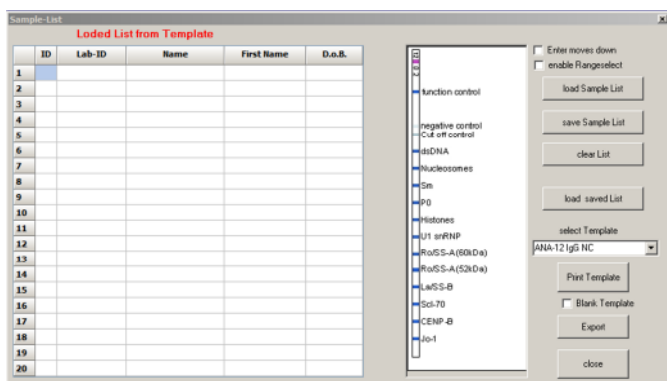 Sample-List
Loded List from Template
ID Lab-ID Name First Name D.o.B.
1
2
3
4
5
6
7
8
9
10
11
12
13
14
15
16
17
18
19
20
function control
negative control
Cut off control
dsDNA
Nucleosomes
Sm
P0
Histones
U1 snRNP
Ro/SS-A(60kDa)
Ro/SS-A(52kDa)
La/SS-B
Scl-70
CENP-B
Jo-1
Enter moves down
enable Rangeselect
load Sample List
save Sample List
clear List
load saved List
select Template
ANA-12 IgG NC
Print Template
Blank Template
Export
close